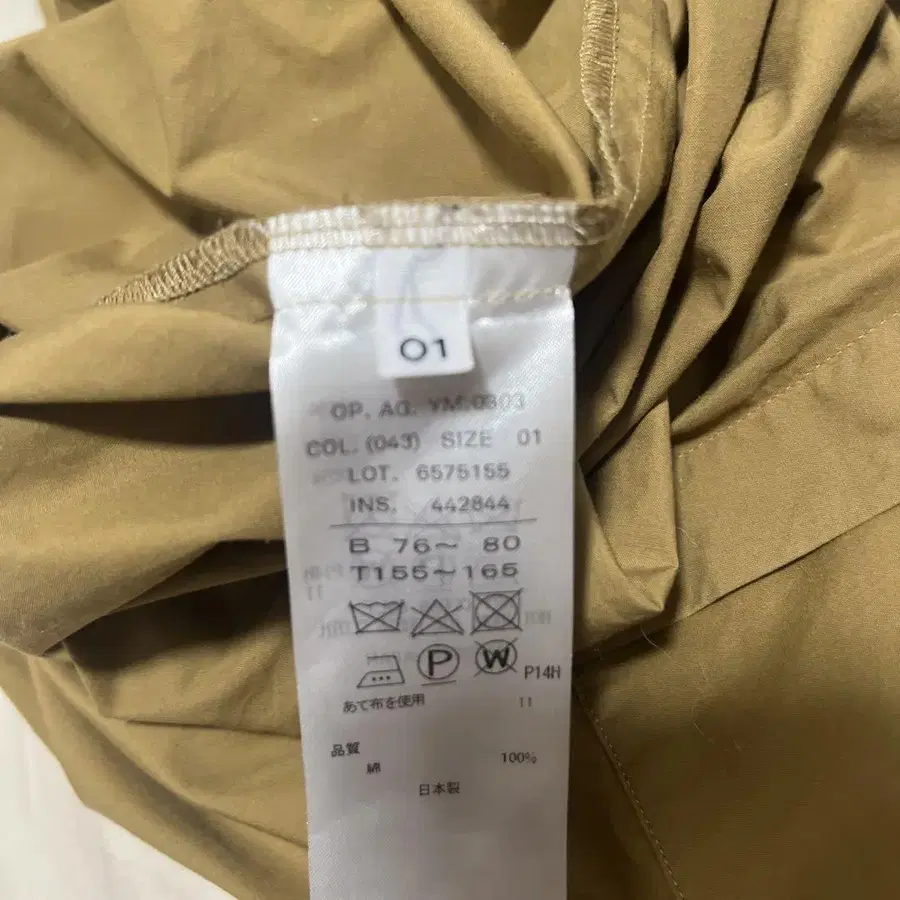 01
OP. AG. YM:0303
COL. (043) SIZE 01
LOT. 6575155
INS. 442844
B 76〜 80
T155〜165
P W P14H
あて布を使用 11
品質
綿 100%
日本製